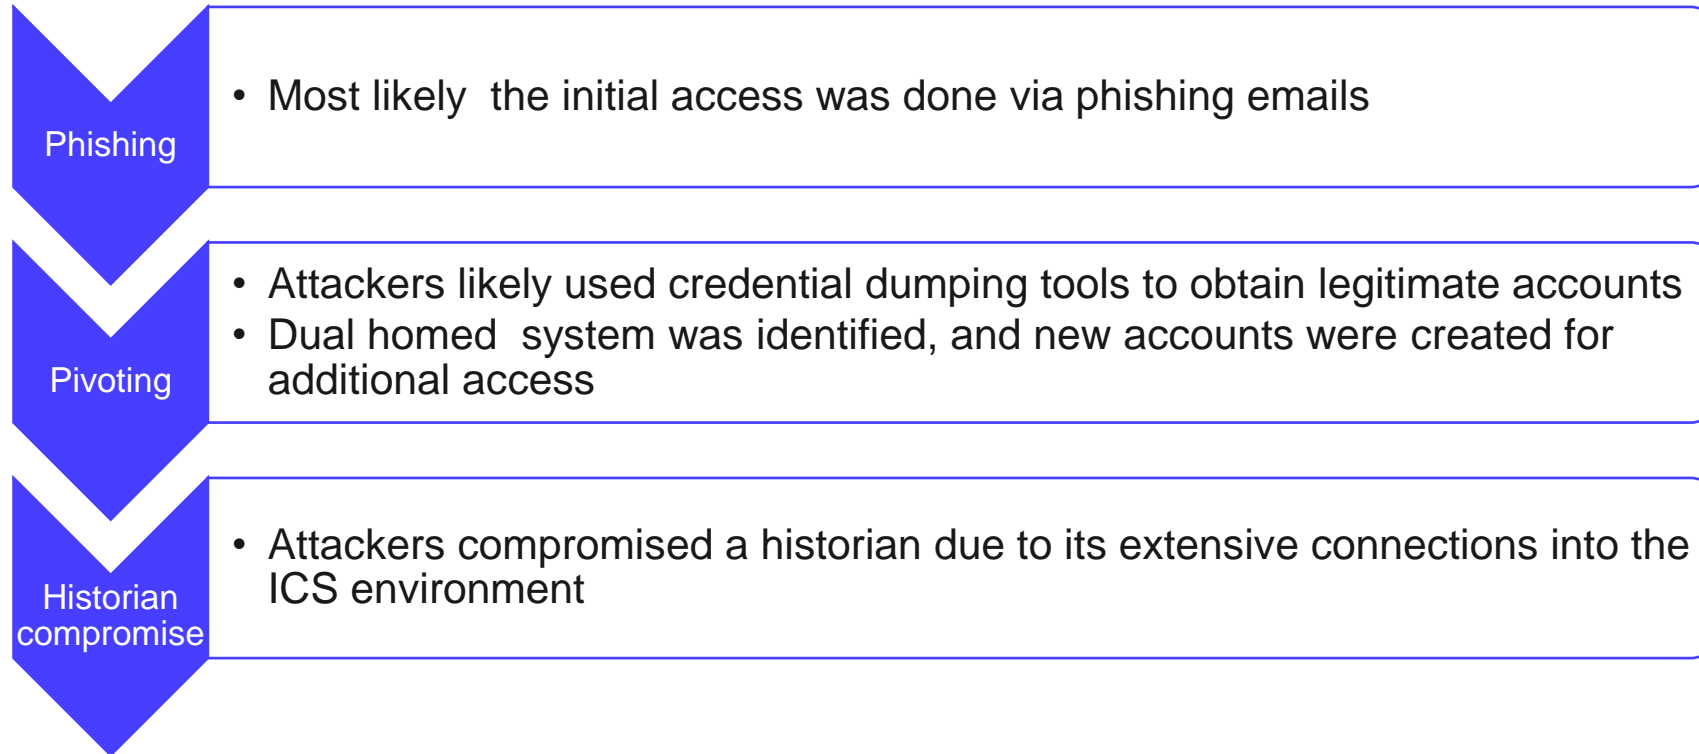 Phishing
• Most likely  the initial access was done via phishing emails
Pivoting
• Attackers likely used credential dumping tools to obtain legitimate accounts
• Dual homed  system was identified, and new accounts were created for
additional access
Historian
compromise
• Attackers compromised a historian due to its extensive connections into the
ICS environment